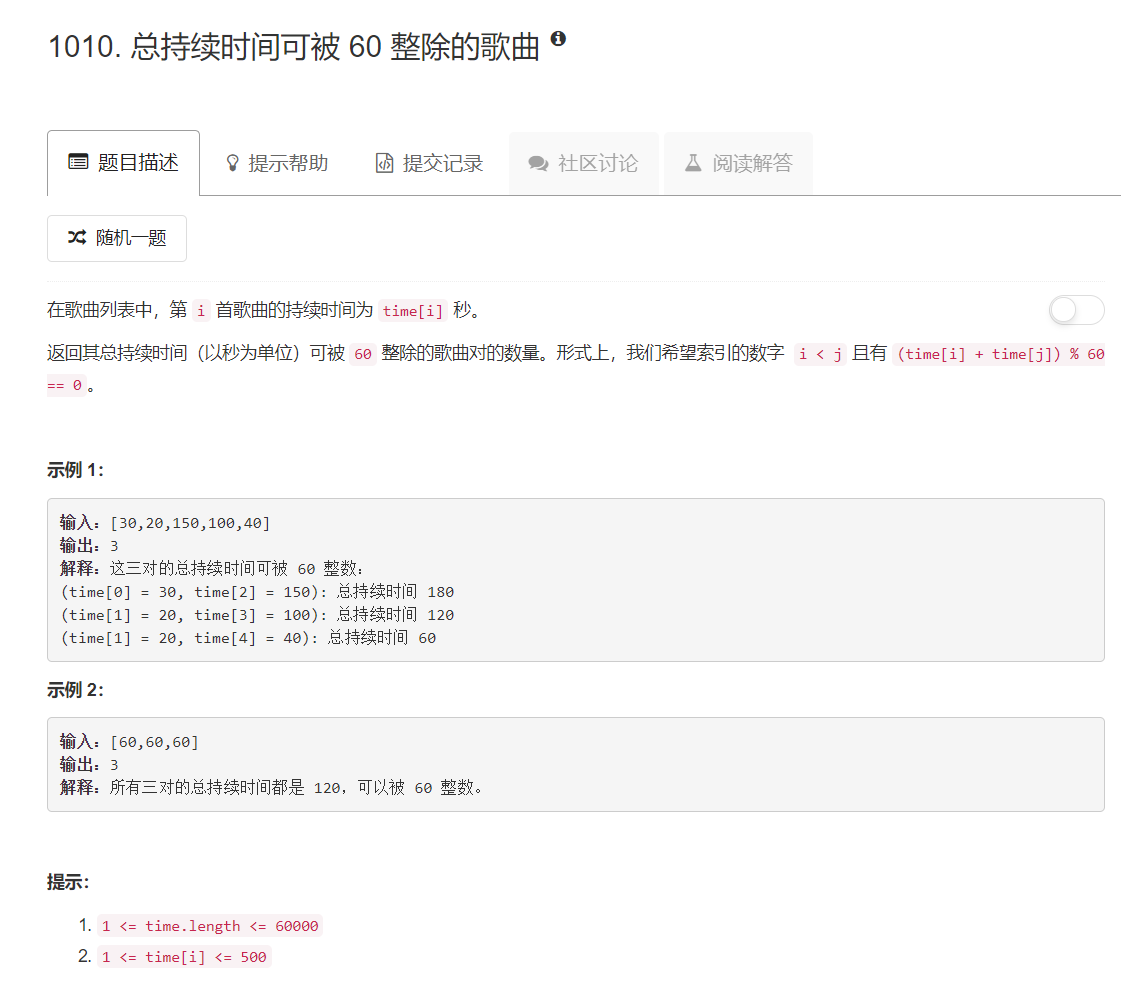 1010. 总持续时间可被 60 整除的歌曲
题目描述 提示帮助 提交记录 社区讨论 阅读解答
随机一题
在歌曲列表中，第 i 首歌曲的持续时间为 time[i] 秒。
返回其总持续时间（以秒为单位）可被 60 整除的歌曲对的数量。形式上，我们希望索引的数字 i < j 且有 (time[i] + time[j]) % 60
== 0 。
示例 1：
输入：[30,20,150,100,40]
输出：3
解释：这三对的总持续时间可被 60 整数：
(time[0] = 30, time[2] = 150): 总持续时间 180
(time[1] = 20, time[3] = 100): 总持续时间 120
(time[1] = 20, time[4] = 40): 总持续时间 60
示例 2：
输入：[60,60,60]
输出：3
解释：所有三对的总持续时间都是 120，可以被 60 整数。
提示：
1. 1 <= time.length <= 60000
2. 1 <= time[i] <= 500